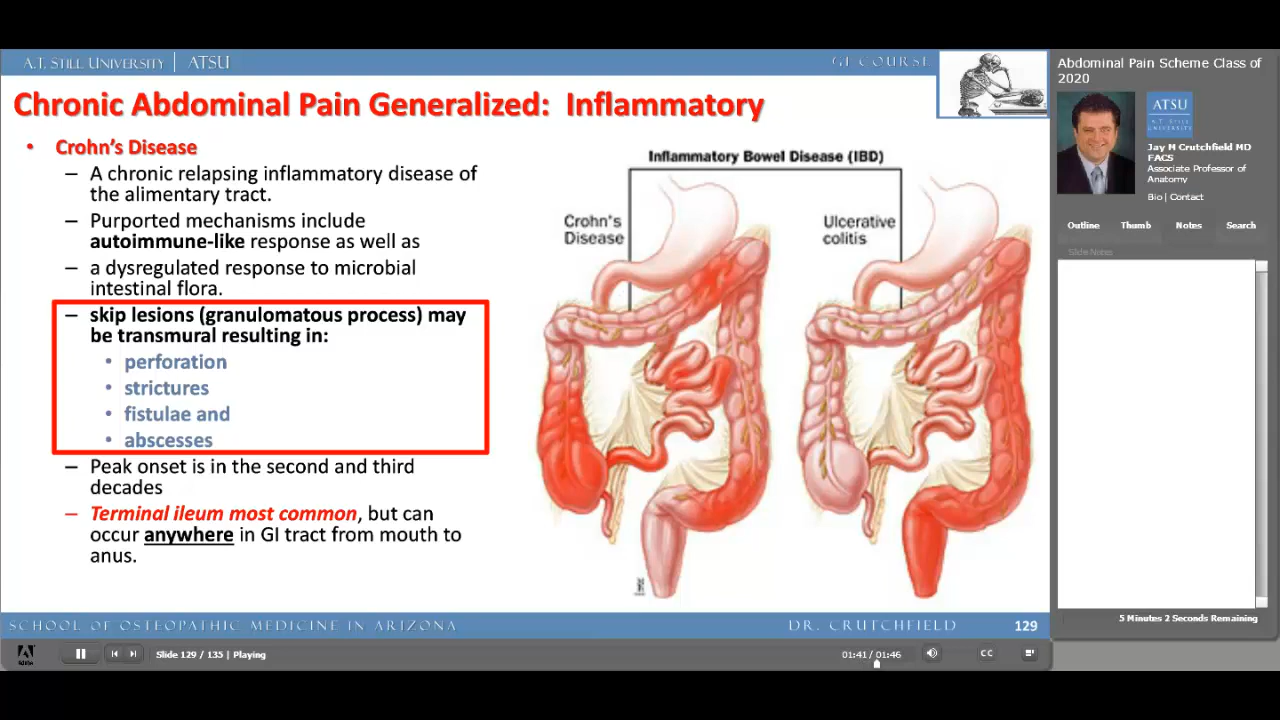 A.T. STILL UNIVERSITY | ATSU
GI COURSE
Chronic Abdominal Pain Generalized: Inflammatory
• Crohn's Disease
– A chronic relapsing inflammatory disease of
the alimentary tract.
– Purported mechanisms include
autoimmune-like response as well as
– a dysregulated response to microbial
intestinal flora.
– skip lesions (granulomatous process) may
be transmural resulting in:
• perforation
• strictures
• fistulae and
• abscesses
– Peak onset is in the second and third
decades
– Terminal ileum most common, but can
occur anywhere in GI tract from mouth to
anus.
Inflammatory Bowel Disease (IBD)
Crohn's
Disease
Ulcerative
colitis
SCHOOL OF OSTEOPATHIC MEDICINE IN ARIZONA
DR. CRUTCHFIELD
129
Abdominal Pain Scheme Class of
2020
ATSU
A.T. STILL
UNIVERSITY
Jay M Crutchfield MD
FACS
Associate Professor of
Anatomy
Bio | Contact
Outline
Thumb
Notes
Search
Slide Notes
5 Minutes 2 Seconds Remaining
Slide 129 / 135 | Playing
01:41 / 01:46
CC